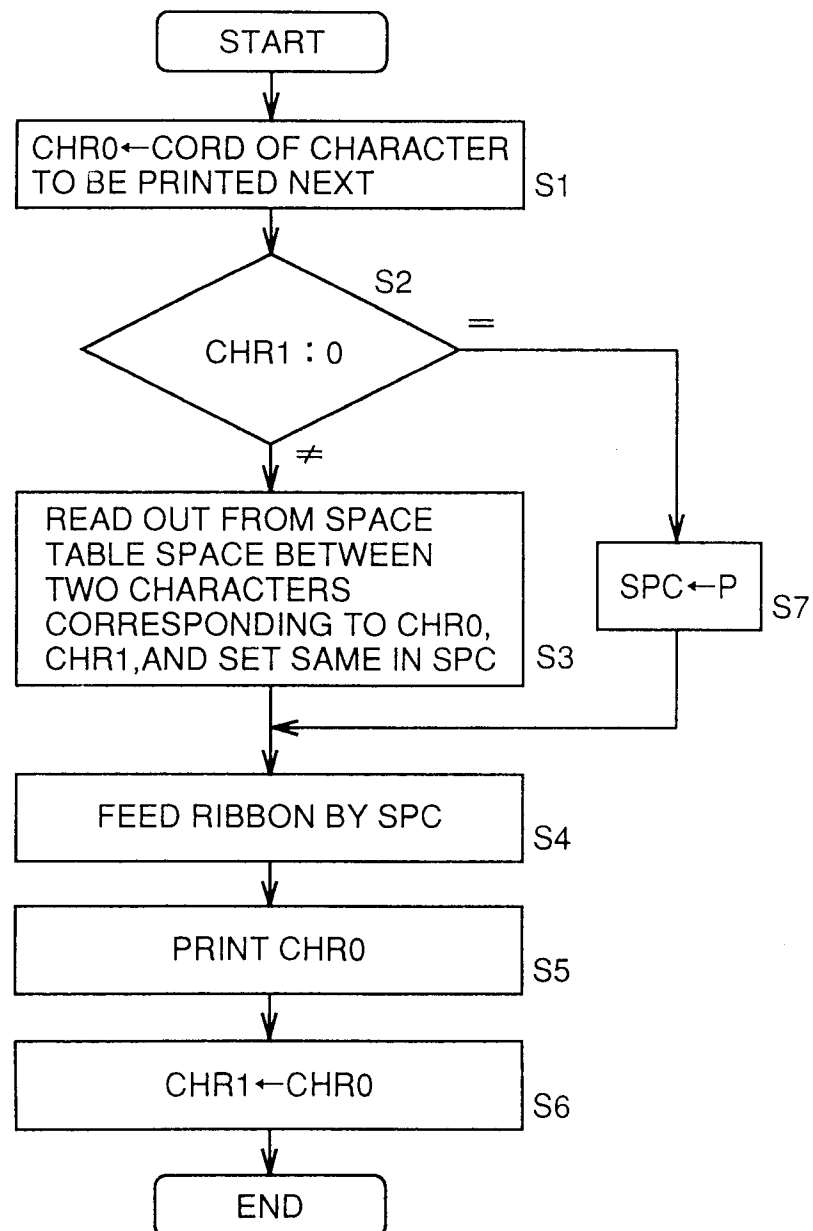 START
CHR0←CORD OF CHARACTER
TO BE PRINTED NEXT
S1
S2
CHR1 : 0
=
≠
READ OUT FROM SPACE
TABLE SPACE BETWEEN
TWO CHARACTERS
CORRESPONDING TO CHR0,
CHR1,AND SET SAME IN SPC
S3
SPC←P
S7
FEED RIBBON BY SPC
S4
PRINT CHR0
S5
CHR1←CHR0
S6
END